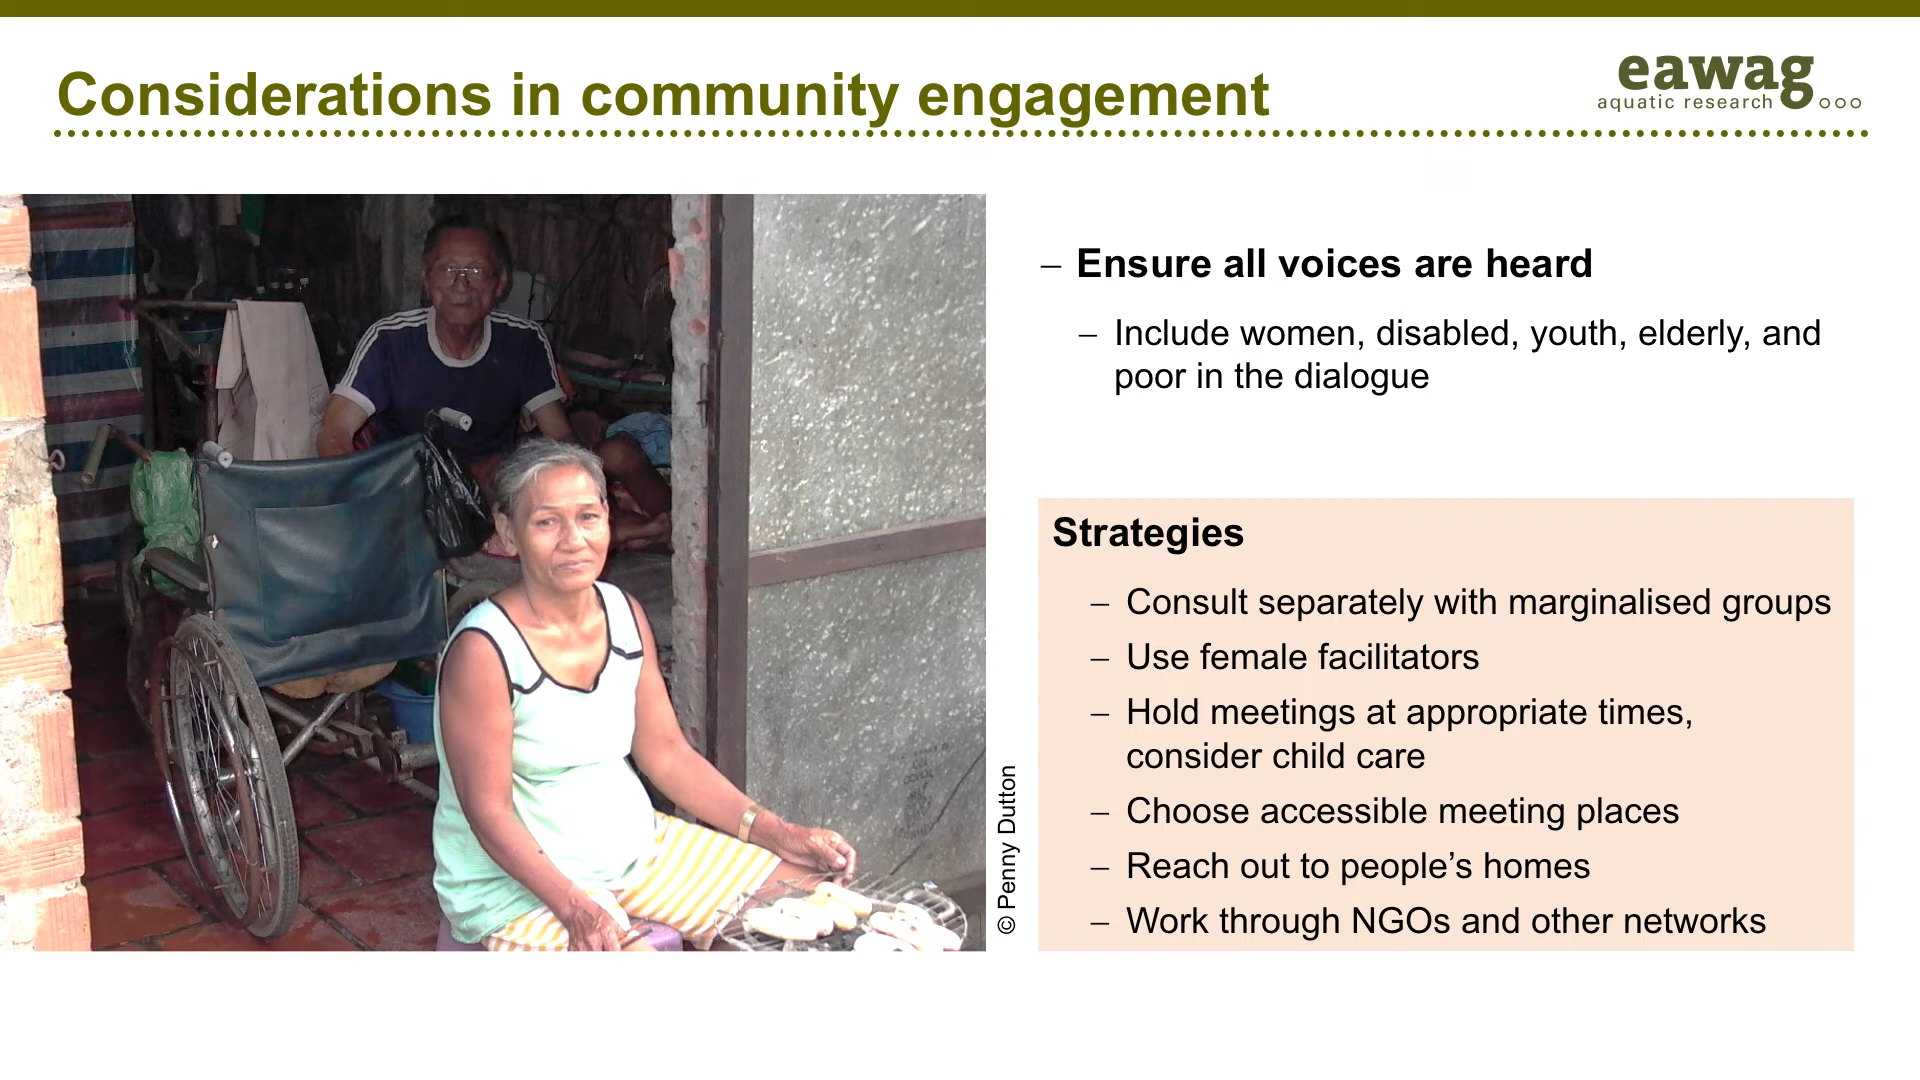 Considerations in community engagement
eawag
aquatic research
© Penny Dutton
– Ensure all voices are heard
– Include women, disabled, youth, elderly, and
poor in the dialogue
Strategies
– Consult separately with marginalised groups
– Use female facilitators
– Hold meetings at appropriate times,
consider child care
– Choose accessible meeting places
– Reach out to people’s homes
– Work through NGOs and other networks